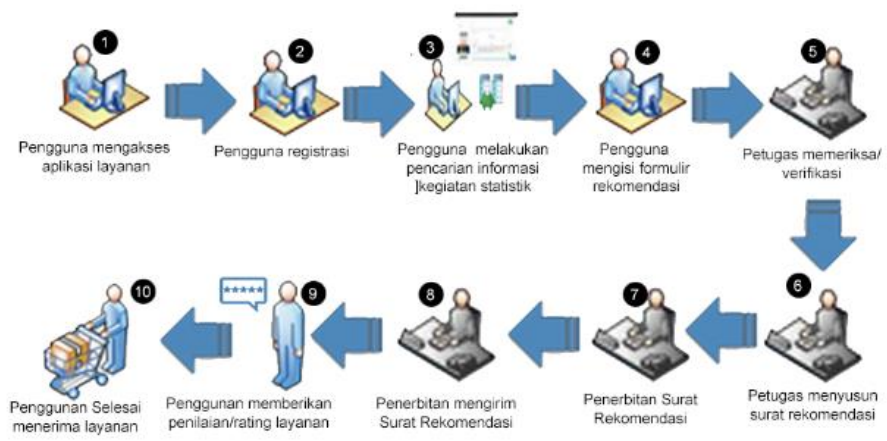 1
Pengguna mengakses
aplikasi layanan
2
Pengguna registrasi
3
Pengguna melakukan
pencarian informasi
]kegiatan statistik
4
Pengguna
mengisi formulir
rekomendasi
5
Petugas memeriksa/
verifikasi
6
Petugas menyusun
surat rekomendasi
7
Penerbitan Surat
Rekomendasi
8
Penerbitan mengirim
Surat Rekomendasi
*****
9
Penggunan memberikan
penilaian/rating layanan
10
Penggunan Selesai
menerima layanan